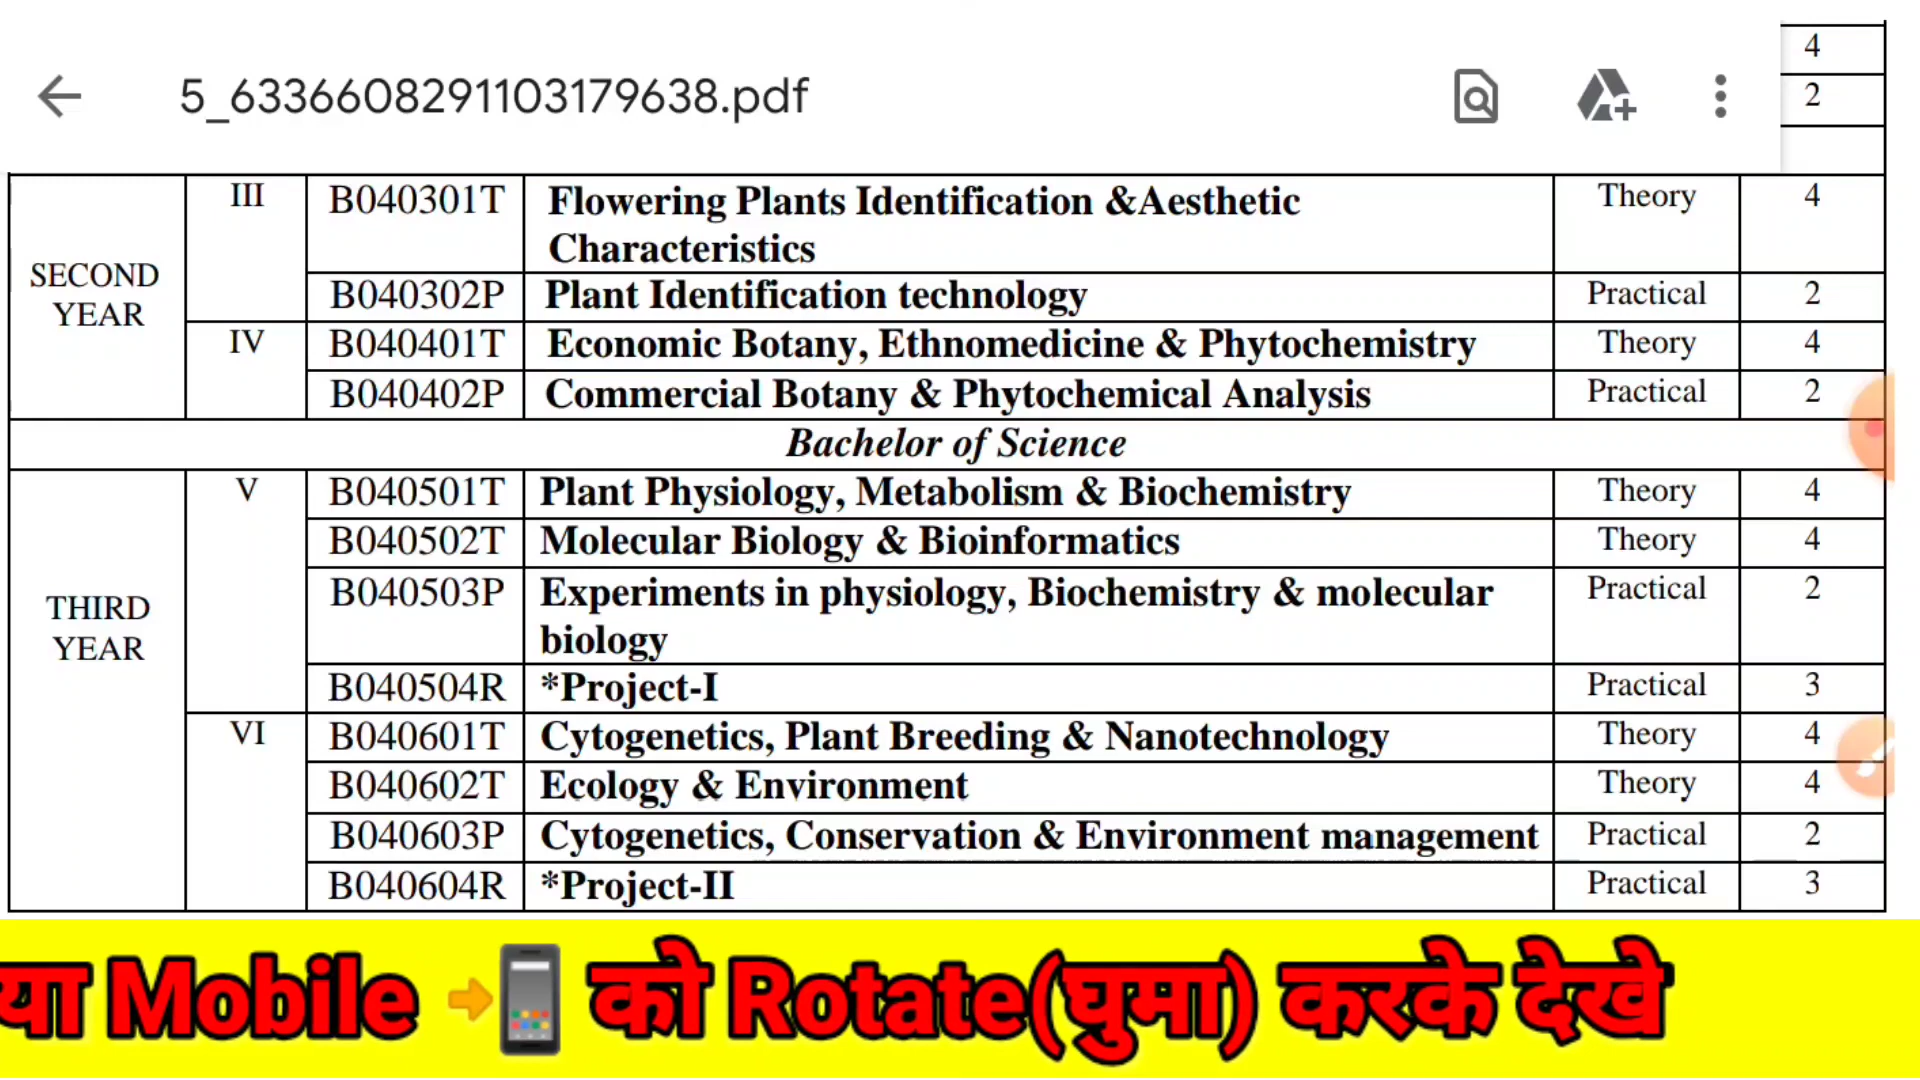 4
5_6336608291103179638.pdf
2
III B040301T Flowering Plants Identification &Aesthetic Theory 4
Characteristics
SECOND
YEAR
B040302P Plant Identification technology Practical 2
IV B040401T Economic Botany, Ethnomedicine & Phytochemistry Theory 4
B040402P Commercial Botany & Phytochemical Analysis Practical 2
Bachelor of Science
V B040501T Plant Physiology, Metabolism & Biochemistry Theory 4
B040502T Molecular Biology & Bioinformatics Theory 4
THIRD
YEAR
B040503P Experiments in physiology, Biochemistry & molecular Practical 2
biology
B040504R *Project-I Practical 3
VI B040601T Cytogenetics, Plant Breeding & Nanotechnology Theory 4
B040602T Ecology & Environment Theory 4
B040603P Cytogenetics, Conservation & Environment management Practical 2
B040604R *Project-II Practical 3
या Mobile को Rotate(घुमा) करके देखे